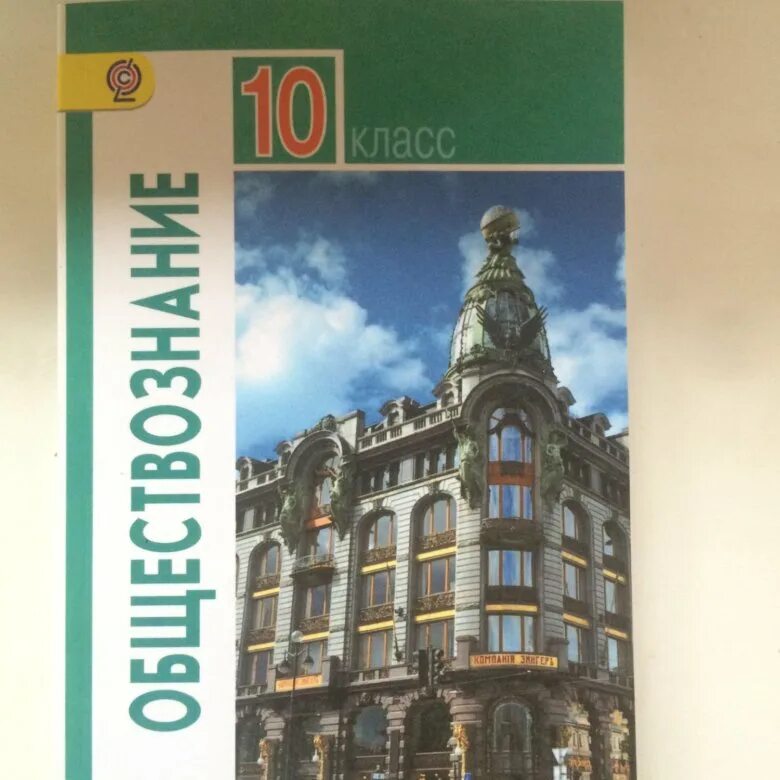 10
класс
ОБЩЕСТВОЗНАНИЕ
КОМПАНІЯ ЗИНГЕРЪ